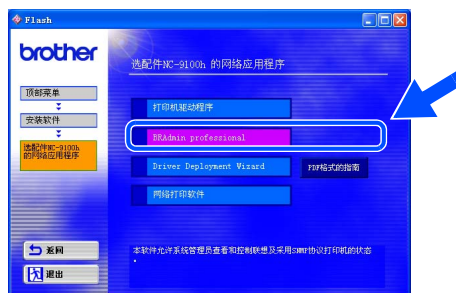 Flash
brother
选配件NC-9100h 的网络应用程序
顶部菜单
安装软件
选配件NC-9100h
的网络应用程序
打印机驱动程序
BRAdmin professional
Driver Deployment Wizard
PDF格式的指南
网络打印软件
返回
退出
本软件允许系统管理员查看和控制联想及采用SNMP协议打印机的状态
。